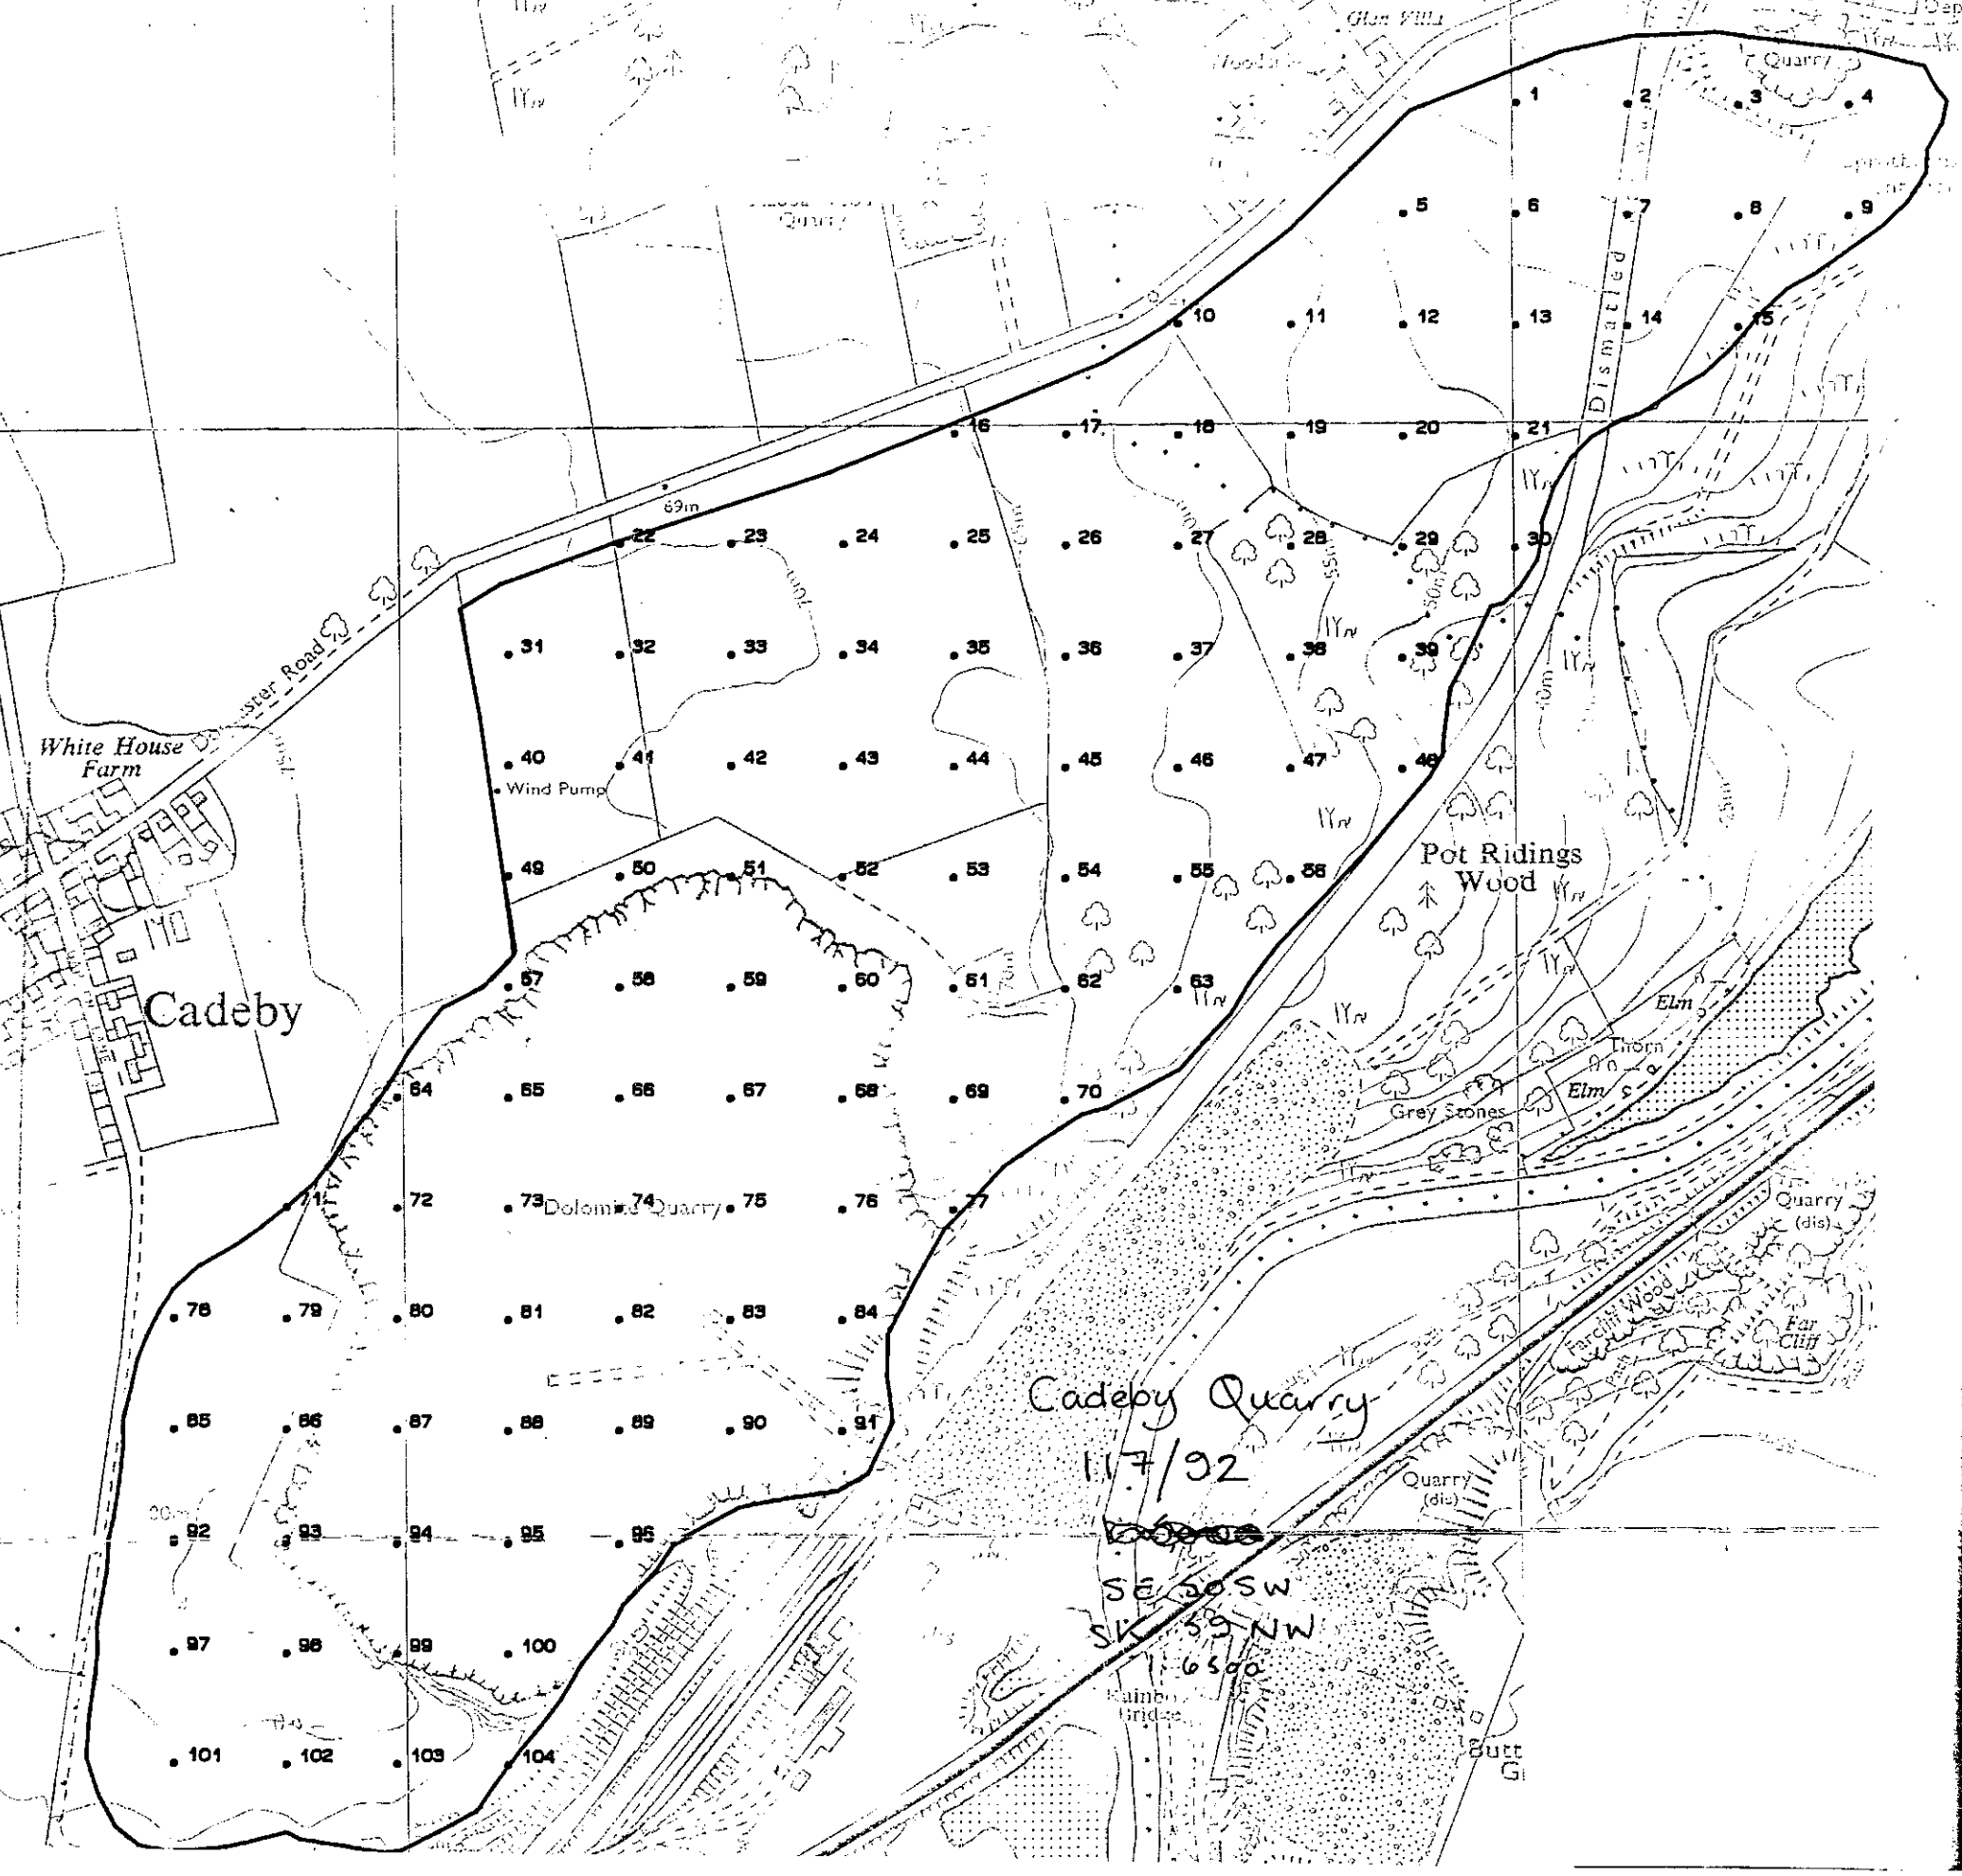 Glen Villa
Quarry
1 2 3 4
5 6 7 8 9
Quarry
Dismatled
10 11 12 13 14 15
16 17 18 19 20 21
69m
22 23 24 25 26 27 28 29 30
70m
55m
50m
31 32 33 34 35 36 37 38 39
ster Road
White House
Farm
40 41 42 43 44 45 46 47 48
Wind Pump
Pot Ridings
Wood
49 50 51 52 53 54 55 56
57 58 59 60 61 62 63
Cadeby
Elm
Thorn
Elm
64 65 66 67 68 69 70
Grey Stones
71 72 73 74 75 76 77
Dolomite Quarry
Quarry
(dis)
78 79 80 81 82 83 84
Farcliff Wood
Far
Cliff
Cadeby Quarry
85 86 87 88 89 90 91
117/92
Quarry
(dis)
92 93 94 95 96
SE 50 SW
SK 59 NW
1:6500
97 98 99 100
Rainbow
Bridge
Butt
101 102 103 104